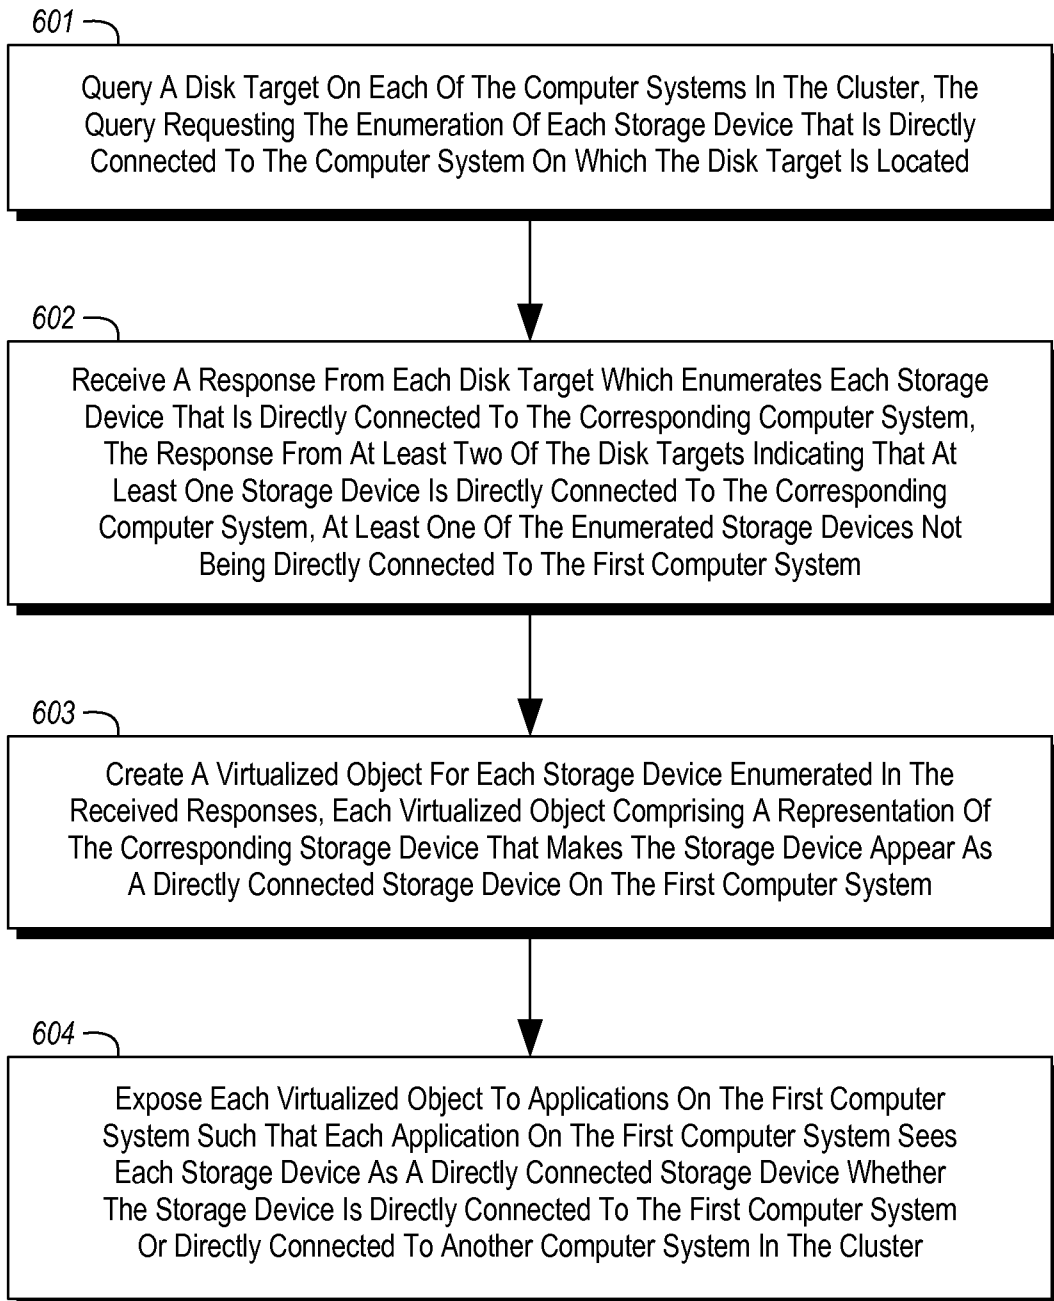 601
Query A Disk Target On Each Of The Computer Systems In The Cluster, The
Query Requesting The Enumeration Of Each Storage Device That Is Directly
Connected To The Computer System On Which The Disk Target Is Located
602
Receive A Response From Each Disk Target Which Enumerates Each Storage
Device That Is Directly Connected To The Corresponding Computer System,
The Response From At Least Two Of The Disk Targets Indicating That At
Least One Storage Device Is Directly Connected To The Corresponding
Computer System, At Least One Of The Enumerated Storage Devices Not
Being Directly Connected To The First Computer System
603
Create A Virtualized Object For Each Storage Device Enumerated In The
Received Responses, Each Virtualized Object Comprising A Representation Of
The Corresponding Storage Device That Makes The Storage Device Appear As
A Directly Connected Storage Device On The First Computer System
604
Expose Each Virtualized Object To Applications On The First Computer
System Such That Each Application On The First Computer System Sees
Each Storage Device As A Directly Connected Storage Device Whether
The Storage Device Is Directly Connected To The First Computer System
Or Directly Connected To Another Computer System In The Cluster